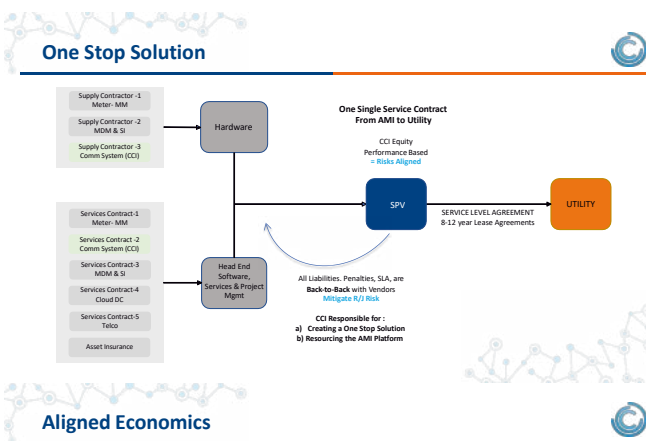 One Stop Solution
Supply Contractor -1
Meter- MM
Supply Contractor -2
MDM & SI
Supply Contractor -3
Comm System (CCI)
Hardware
One Single Service Contract
From AMI to Utility
CCI Equity
Performance Based
= Risks Aligned
SPV
SERVICE LEVEL AGREEMENT
8-12 year Lease Agreements
UTILITY
Services Contract-1
Meter- MM
Services Contract -2
Comm System (CCI)
Services Contract-3
MDM & SI
Services Contract-4
Cloud DC
Services Contract-5
Telco
Asset Insurance
Head End
Software,
Services & Project
Mgmt
All Liabilities. Penalties, SLA, are
Back-to-Back with Vendors
Mitigate R/J Risk
CCI Responsible for :
a) Creating a One Stop Solution
b) Resourcing the AMI Platform
Aligned Economics